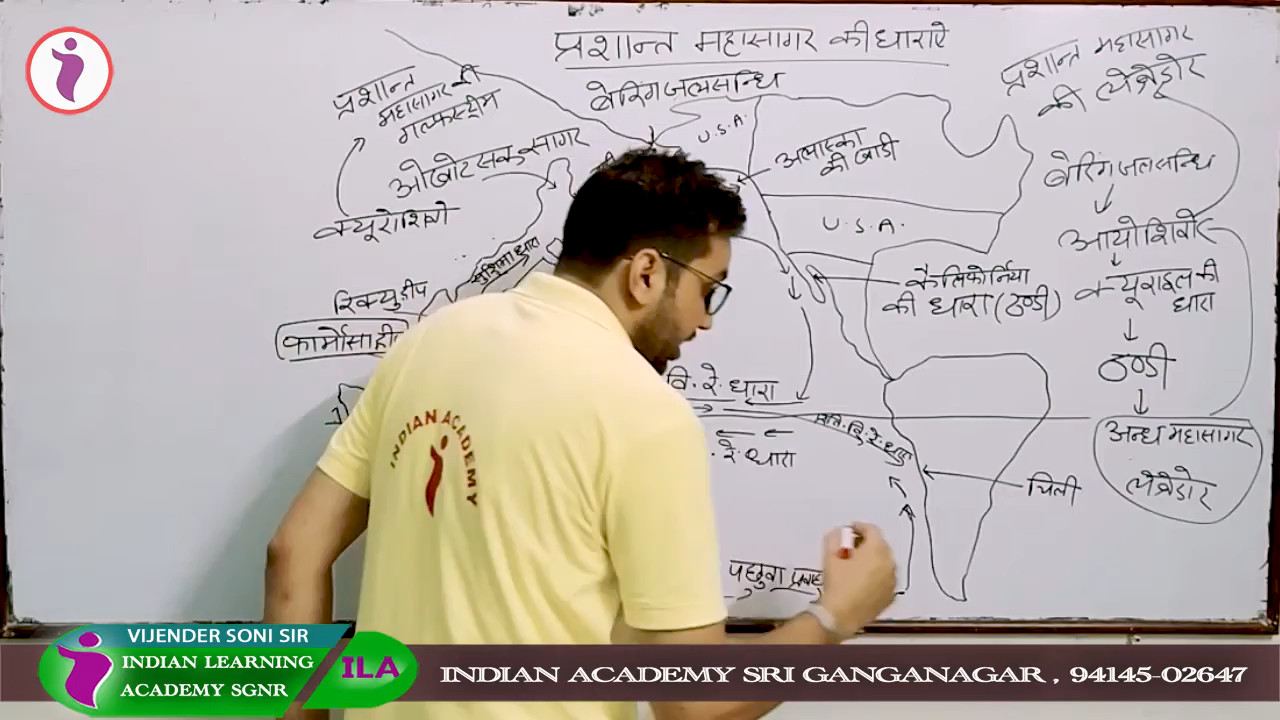 प्रशान्त महासागर की धाराऐ
प्रशान्त
महासागर की
गल्फस्ट्रीम
बेरिंग जलसन्धि
प्रशान्त महासागर
की लेब्रेडोर
U.S.A.
ओखोटसक सागर
अलास्का
की खाडी
बेरिंग जलसन्धि
क्यूरोशिवो
U.S.A.
आयोशिवो
सुशिमा धारा
कैलिफोर्निया
की धारा (ठण्डी)
क्यूराइल की
धारा
रिक्यु द्वीप
ठण्डी
वि. रे. धारा
वि. रे. धारा
रे. धारा
अन्ध महासागर
लेब्रेडोर
चिली
पछुवा
INDIAN ACADEMY
VIJENDER SONI SIR
INDIAN LEARNING
ACADEMY SGNR
ILA
INDIAN ACADEMY SRI GANGANAGAR , 94145-02647